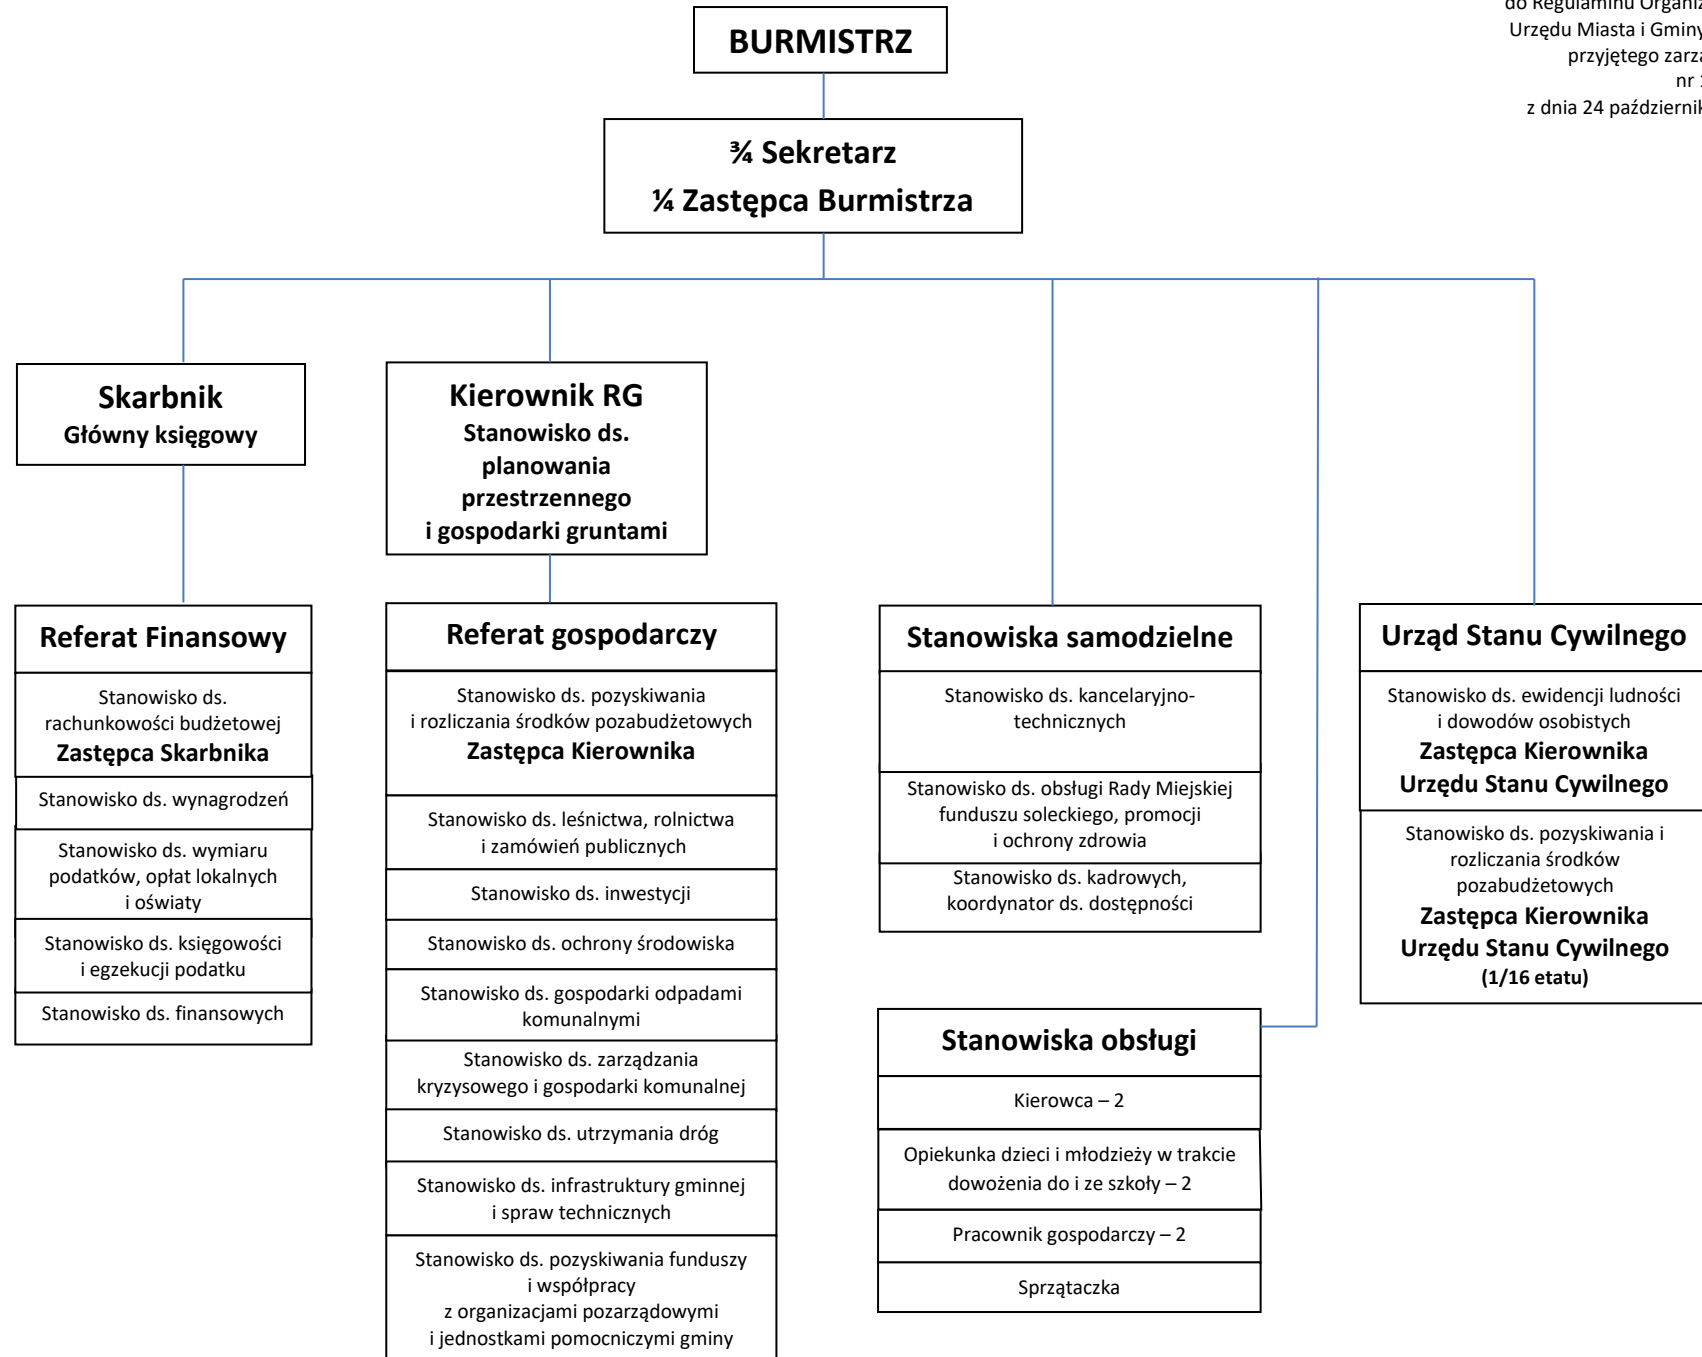 do Regulaminu Organiz
Urzędu Miasta i Gminy
przyjętego zarzą
nr 1
z dnia 24 październik
BURMISTRZ
¾ Sekretarz
¼ Zastępca Burmistrza
Skarbnik
Główny księgowy
Kierownik RG
Stanowisko ds.
planowania
przestrzennego
i gospodarki gruntami
Referat Finansowy
Stanowisko ds.
rachunkowości budżetowej
Zastępca Skarbnika
Stanowisko ds. wynagrodzeń
Stanowisko ds. wymiaru
podatków, opłat lokalnych
i oświaty
Stanowisko ds. księgowości
i egzekucji podatku
Stanowisko ds. finansowych
Referat gospodarczy
Stanowisko ds. pozyskiwania
i rozliczania środków pozabudżetowych
Zastępca Kierownika
Stanowisko ds. leśnictwa, rolnictwa
i zamówień publicznych
Stanowisko ds. inwestycji
Stanowisko ds. ochrony środowiska
Stanowisko ds. gospodarki odpadami
komunalnymi
Stanowisko ds. zarządzania
kryzysowego i gospodarki komunalnej
Stanowisko ds. utrzymania dróg
Stanowisko ds. infrastruktury gminnej
i spraw technicznych
Stanowisko ds. pozyskiwania funduszy
i współpracy
z organizacjami pozarządowymi
i jednostkami pomocniczymi gminy
Stanowiska samodzielne
Stanowisko ds. kancelaryjno-
technicznych
Stanowisko ds. obsługi Rady Miejskiej
funduszu soleckiego, promocji
i ochrony zdrowia
Stanowisko ds. kadrowych,
koordynator ds. dostępności
Stanowiska obsługi
Kierowca – 2
Opiekunka dzieci i młodzieży w trakcie
dowożenia do i ze szkoły – 2
Pracownik gospodarczy – 2
Sprzątaczka
Urząd Stanu Cywilnego
Stanowisko ds. ewidencji ludności
i dowodów osobistych
Zastępca Kierownika
Urzędu Stanu Cywilnego
Stanowisko ds. pozyskiwania i
rozliczania środków
pozabudżetowych
Zastępca Kierownika
Urzędu Stanu Cywilnego
(1/16 etatu)